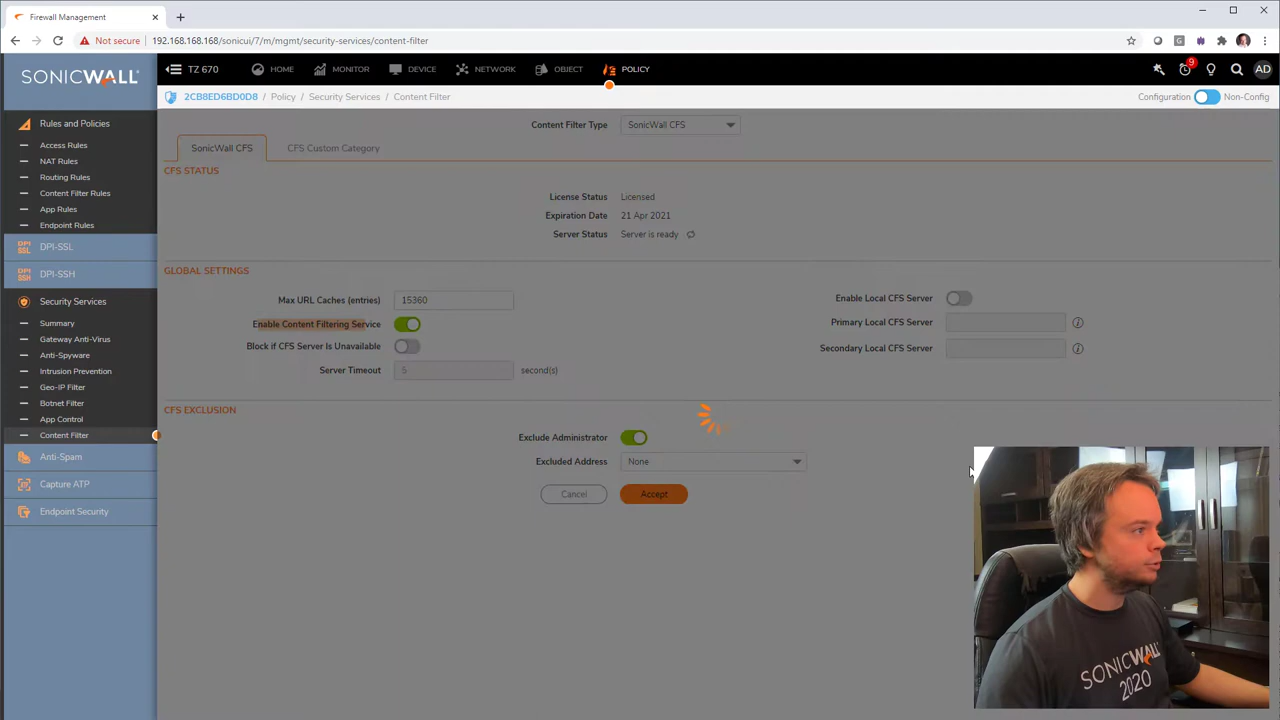 Firewall Management
Not secure 192.168.168.168/sonicui/7/m/mgmt/security-services/content-filter
SONICWALL
TZ 670 HOME MONITOR DEVICE NETWORK OBJECT POLICY 9 AD
2CB8ED6BD0D8 / Policy / Security Services / Content Filter Configuration Non-Config
Rules and Policies
Access Rules
NAT Rules
Routing Rules
Content Filter Rules
App Rules
Endpoint Rules
DPI SSL DPI-SSL
DPI SSH DPI-SSH
Security Services
Summary
Gateway Anti-Virus
Anti-Spyware
Intrusion Prevention
Geo-IP Filter
Botnet Filter
App Control
Content Filter
Anti-Spam
Capture ATP
Endpoint Security
Content Filter Type SonicWall CFS
SonicWall CFS CFS Custom Category
CFS STATUS
License Status Licensed
Expiration Date 21 Apr 2021
Server Status Server is ready
GLOBAL SETTINGS
Max URL Caches (entries) 15360
Enable Content Filtering Service
Block if CFS Server Is Unavailable
Server Timeout 5 second(s)
Enable Local CFS Server
Primary Local CFS Server
Secondary Local CFS Server
CFS EXCLUSION
Exclude Administrator
Excluded Address None
Cancel Accept
SONICWALL
2020